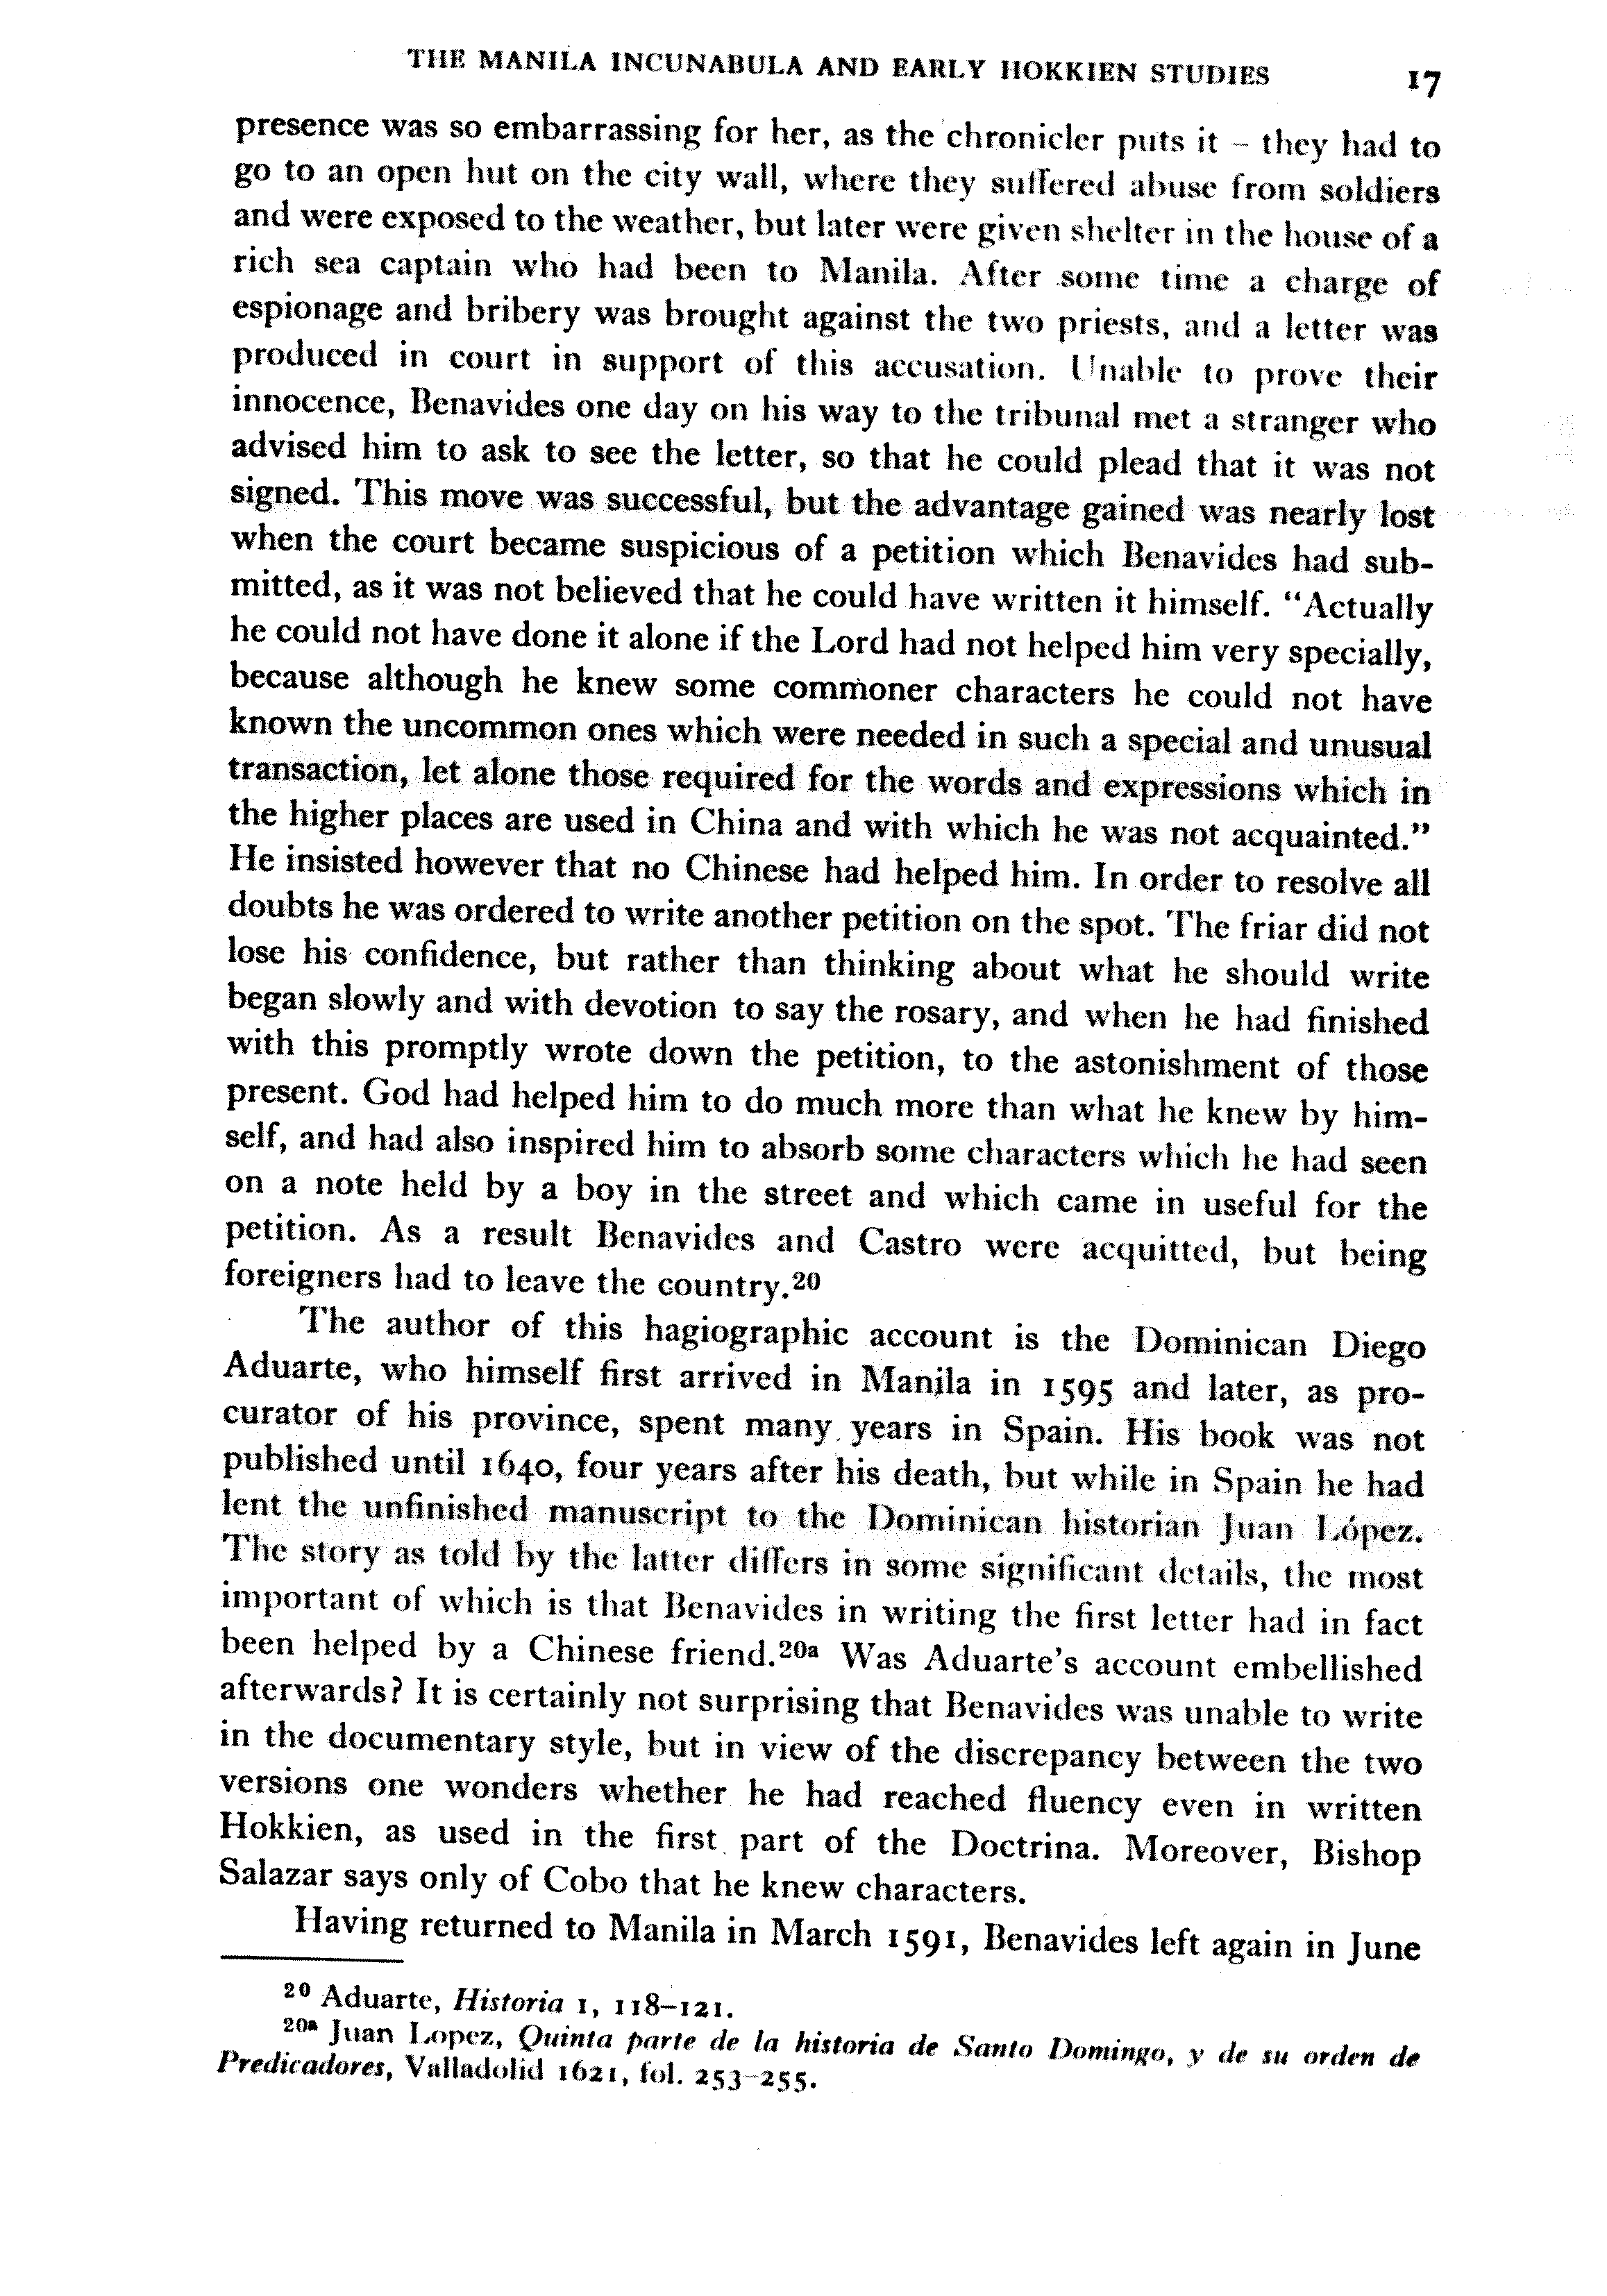 THE MANILA INCUNABULA AND EARLY HOKKIEN STUDIES 17
presence was so embarrassing for her, as the chronicler puts it – they had to
go to an open hut on the city wall, where they suffered abuse from soldiers
and were exposed to the weather, but later were given shelter in the house of a
rich sea captain who had been to Manila. After some time a charge of
espionage and bribery was brought against the two priests, and a letter was
produced in court in support of this accusation. Unable to prove their
innocence, Benavides one day on his way to the tribunal met a stranger who
advised him to ask to see the letter, so that he could plead that it was not
signed. This move was successful, but the advantage gained was nearly lost
when the court became suspicious of a petition which Benavides had sub-
mitted, as it was not believed that he could have written it himself. “Actually
he could not have done it alone if the Lord had not helped him very specially,
because although he knew some commoner characters he could not have
known the uncommon ones which were needed in such a special and unusual
transaction, let alone those required for the words and expressions which in
the higher places are used in China and with which he was not acquainted.”
He insisted however that no Chinese had helped him. In order to resolve all
doubts he was ordered to write another petition on the spot. The friar did not
lose his confidence, but rather than thinking about what he should write
began slowly and with devotion to say the rosary, and when he had finished
with this promptly wrote down the petition, to the astonishment of those
present. God had helped him to do much more than what he knew by him-
self, and had also inspired him to absorb some characters which he had seen
on a note held by a boy in the street and which came in useful for the
petition. As a result Benavides and Castro were acquitted, but being
foreigners had to leave the country.20
The author of this hagiographic account is the Dominican Diego
Aduarte, who himself first arrived in Manila in 1595 and later, as pro-
curator of his province, spent many years in Spain. His book was not
published until 1640, four years after his death, but while in Spain he had
lent the unfinished manuscript to the Dominican historian Juan López.
The story as told by the latter differs in some significant details, the most
important of which is that Benavides in writing the first letter had in fact
been helped by a Chinese friend.20a Was Aduarte’s account embellished
afterwards? It is certainly not surprising that Benavides was unable to write
in the documentary style, but in view of the discrepancy between the two
versions one wonders whether he had reached fluency even in written
Hokkien, as used in the first part of the Doctrina. Moreover, Bishop
Salazar says only of Cobo that he knew characters.
Having returned to Manila in March 1591, Benavides left again in June
20 Aduarte, Historia I, 118–121.
20a Juan Lopez, Quinta parte de la historia de Santo Domingo, y de su orden de
Predicadores, Valladolid 1621, fol. 253–255.